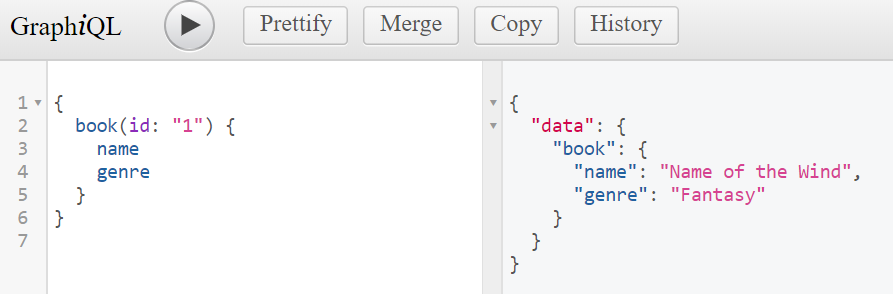 GraphiQL Prettify Merge Copy History
1 {
2 book(id: "1") {
3 name
4 genre
5 }
6 }
7
{
"data": {
"book": {
"name": "Name of the Wind",
"genre": "Fantasy"
}
}
}